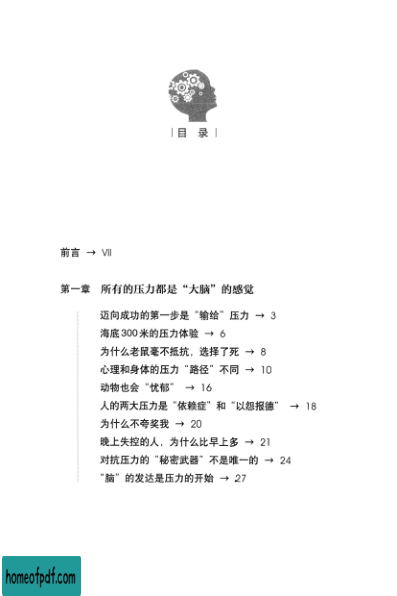 目 录
前言 → VII
第一章 所有的压力都是“大脑”的感觉
迈向成功的第一步是“输给”压力 → 3
海底300米的压力体验 → 6
为什么老鼠毫不抵抗，选择了死 → 8
心理和身体的压力“路径”不同 → 10
动物也会“忧郁” → 16
人的两大压力是“依赖症”和“以怨报德” → 18
为什么不夸奖我 → 20
晚上失控的人，为什么比早上多 → 21
对抗压力的“秘密武器”不是唯一的 → 24
“脑”的发达是压力的开始 → 27
homeofpdf.com